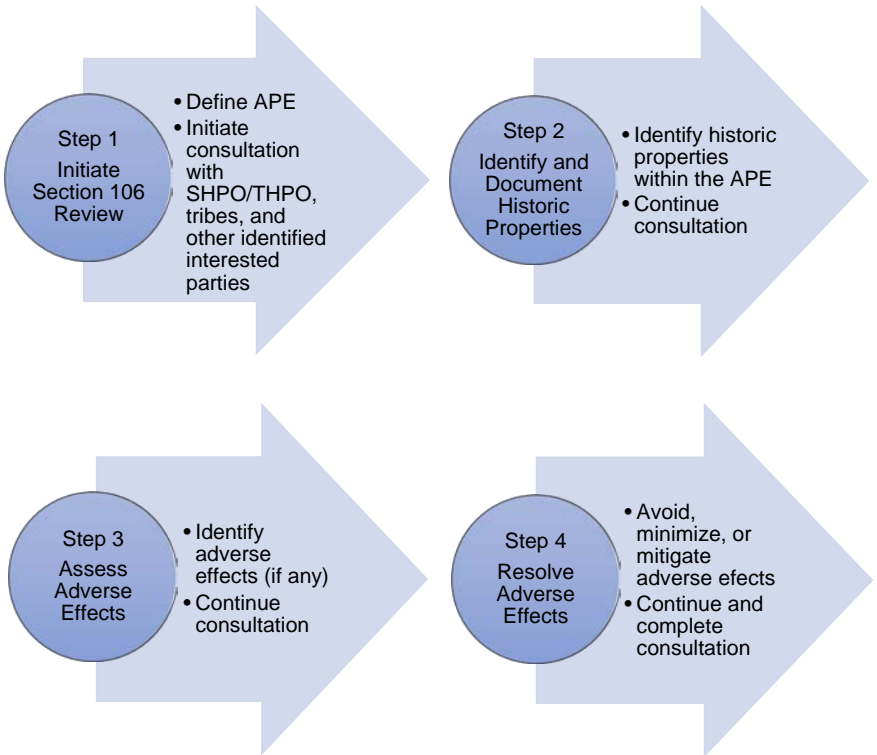 Step 1
Initiate
Section 106
Review
• Define APE
• Initiate
consultation
with
SHPO/THPO,
tribes, and
other identified
interested
parties
Step 2
Identify and
Document
Historic
Properties
• Identify historic
properties
within the APE
• Continue
consultation
Step 3
Assess
Adverse
Effects
• Identify
adverse
effects (if any)
• Continue
consultation
Step 4
Resolve
Adverse
Effects
• Avoid,
minimize, or
mitigate
adverse efects
• Continue and
complete
consultation